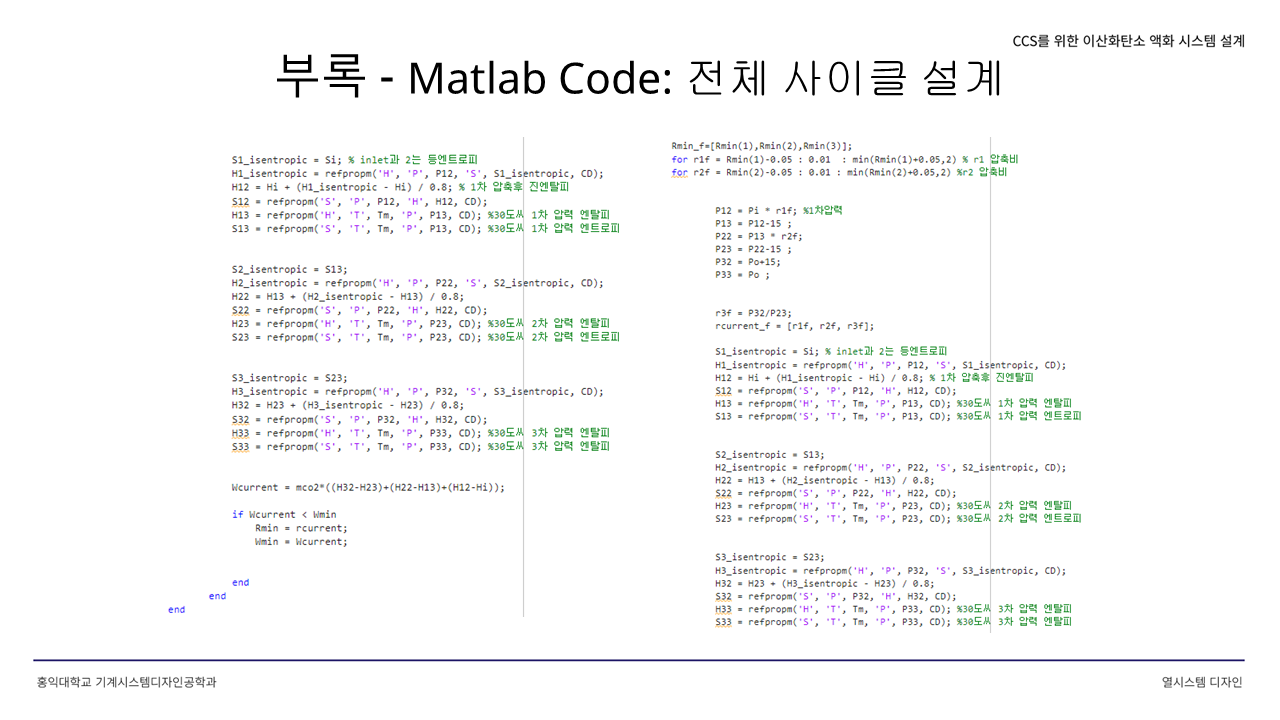 CCS를 위한 이산화탄소 액화 시스템 설계
부록 - Matlab Code: 전체 사이클 설계
S1_isentropic = Si; % inlet과 2는 등엔트로피
H1_isentropic = refpropm('H', 'P', P12, 'S', S1_isentropic, CD);
H12 = Hi + (H1_isentropic - Hi) / 0.8; % 1차 압축후 진엔탈피
S12 = refpropm('S', 'P', P12, 'H', H12, CD);
H13 = refpropm('H', 'T', Tm, 'P', P13, CD); %30도씨 1차 압력 엔탈피
S13 = refpropm('S', 'T', Tm, 'P', P13, CD); %30도씨 1차 압력 엔트로피
S2_isentropic = S13;
H2_isentropic = refpropm('H', 'P', P22, 'S', S2_isentropic, CD);
H22 = H13 + (H2_isentropic - H13) / 0.8;
S22 = refpropm('S', 'P', P22, 'H', H22, CD);
H23 = refpropm('H', 'T', Tm, 'P', P23, CD); %30도씨 2차 압력 엔탈피
S23 = refpropm('S', 'T', Tm, 'P', P23, CD); %30도씨 2차 압력 엔트로피
S3_isentropic = S23;
H3_isentropic = refpropm('H', 'P', P32, 'S', S3_isentropic, CD);
H32 = H23 + (H3_isentropic - H23) / 0.8;
S32 = refpropm('S', 'P', P32, 'H', H32, CD);
H33 = refpropm('H', 'T', Tm, 'P', P33, CD); %30도씨 3차 압력 엔탈피
S33 = refpropm('S', 'T', Tm, 'P', P33, CD); %30도씨 3차 압력 엔탈피
Wcurrent = mco2*((H32-H23)+(H22-H13)+(H12-Hi));
if Wcurrent < Wmin
Rmin = rcurrent;
Wmin = Wcurrent;
end
end
end
Rmin_f=[Rmin(1),Rmin(2),Rmin(3)];
for r1f = Rmin(1)-0.05 : 0.01 : min(Rmin(1)+0.05,2) % r1 압축비
for r2f = Rmin(2)-0.05 : 0.01 : min(Rmin(2)+0.05,2) %r2 압축비
P12 = Pi * r1f; %1차압력
P13 = P12-15 ;
P22 = P13 * r2f;
P23 = P22-15 ;
P32 = Po+15;
P33 = Po ;
r3f = P32/P23;
rcurrent_f = [r1f, r2f, r3f];
S1_isentropic = Si; % inlet과 2는 등엔트로피
H1_isentropic = refpropm('H', 'P', P12, 'S', S1_isentropic, CD);
H12 = Hi + (H1_isentropic - Hi) / 0.8; % 1차 압축후 진엔탈피
S12 = refpropm('S', 'P', P12, 'H', H12, CD);
H13 = refpropm('H', 'T', Tm, 'P', P13, CD); %30도씨 1차 압력 엔탈피
S13 = refpropm('S', 'T', Tm, 'P', P13, CD); %30도씨 1차 압력 엔트로피
S2_isentropic = S13;
H2_isentropic = refpropm('H', 'P', P22, 'S', S2_isentropic, CD);
H22 = H13 + (H2_isentropic - H13) / 0.8;
S22 = refpropm('S', 'P', P22, 'H', H22, CD);
H23 = refpropm('H', 'T', Tm, 'P', P23, CD); %30도씨 2차 압력 엔탈피
S23 = refpropm('S', 'T', Tm, 'P', P23, CD); %30도씨 2차 압력 엔트로피
S3_isentropic = S23;
H3_isentropic = refpropm('H', 'P', P32, 'S', S3_isentropic, CD);
H32 = H23 + (H3_isentropic - H23) / 0.8;
S32 = refpropm('S', 'P', P32, 'H', H32, CD);
H33 = refpropm('H', 'T', Tm, 'P', P33, CD); %30도씨 3차 압력 엔탈피
S33 = refpropm('S', 'T', Tm, 'P', P33, CD); %30도씨 3차 압력 엔탈피
홍익대학교 기계시스템디자인공학과
열시스템 디자인